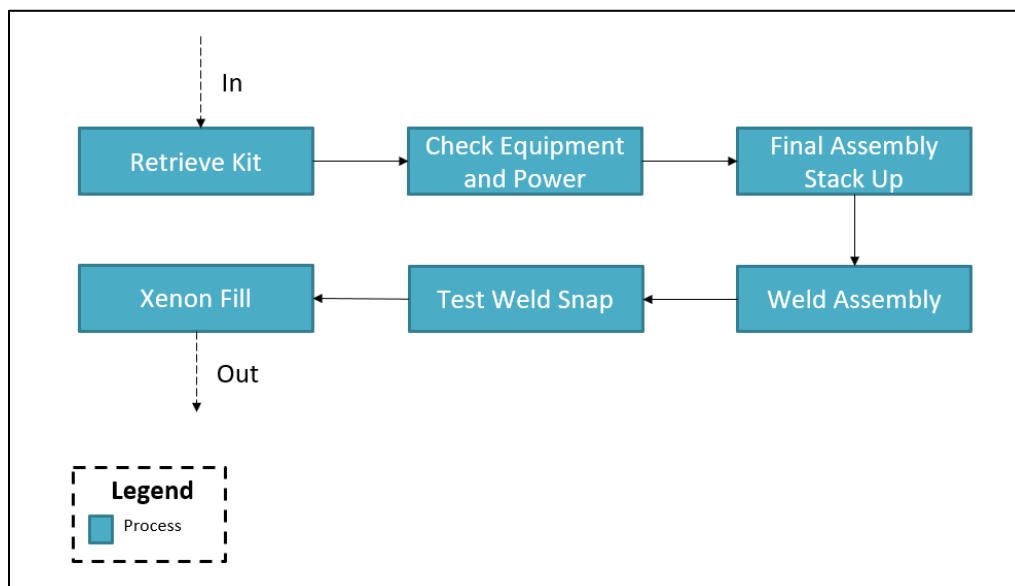 In
Retrieve Kit
Check Equipment
and Power
Final Assembly
Stack Up
Weld Assembly
Test Weld Snap
Xenon Fill
Out
Legend
Process